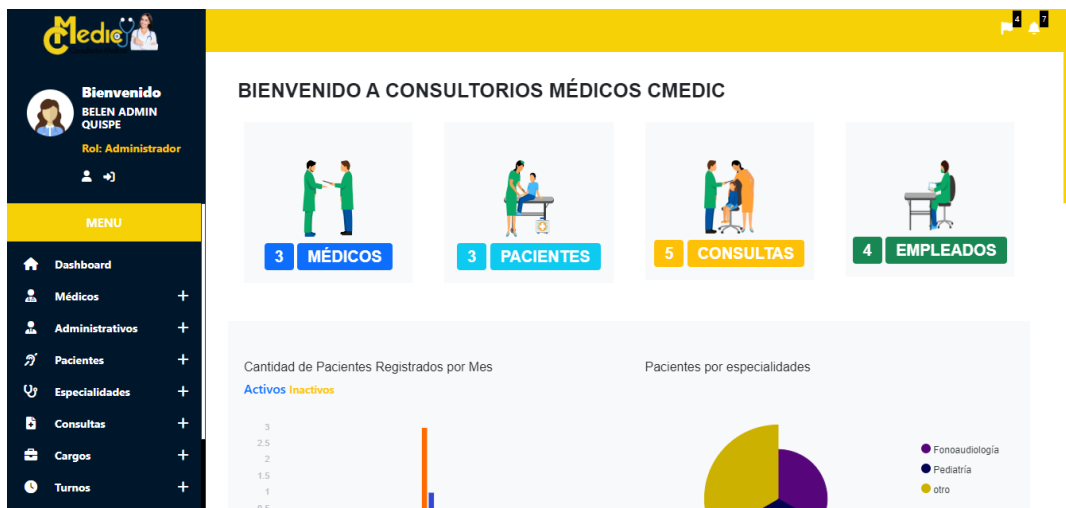 CMedic
4
7
Bienvenido
BELEN ADMIN
QUISPE
Rol: Administrador
MENU
Dashboard
Médicos +
Administrativos +
Pacientes +
Especialidades +
Consultas +
Cargos +
Turnos +
BIENVENIDO A CONSULTORIOS MÉDICOS CMEDIC
3 MÉDICOS
3 PACIENTES
5 CONSULTAS
4 EMPLEADOS
Cantidad de Pacientes Registrados por Mes
Activos Inactivos
3
2.5
2
1.5
1
0.5
Pacientes por especialidades
Fonoaudiología
Pediatría
otro